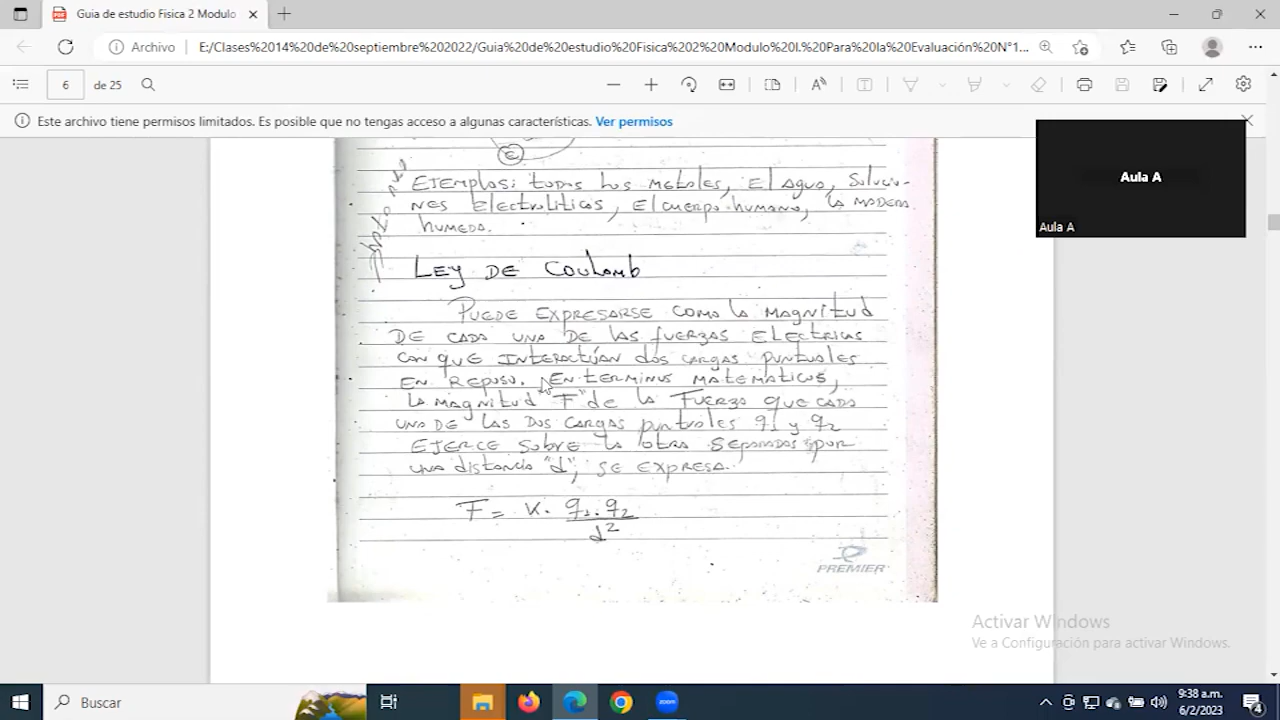 Guia de estudio Fisica 2 Modulo
Archivo
E:/Clases%2014%20de%20septiembre%202022/Guia%20de%20estudio%20Fisica%202%20Modulo%20I.%20Para%20la%20Evaluación%20N°1...
6 de 25
Este archivo tiene permisos limitados. Es posible que no tengas acceso a algunas características. Ver permisos
Aula A
Aula A
Ejemplos: todos los metales, El Agua, solucio-
nes electrolíticas, El cuerpo humano, la madera
humeda.
Ley de Coulomb
Puede expresarse como la magnitud
de cada una de las fuerzas electricas
con que interactúan dos cargas puntuales
en reposo. En terminus matematicos,
la magnitud "F" de la Fuerza que cada
una de las dos cargas puntuales q1 y q2
ejerce sobre la otra separadas por
una distancia "d", se expresa.
F = K. q1. q2
d²
PREMIER
Activar Windows
Ve a Configuración para activar Windows.
Buscar
zoom
9:38 a.m.
6/2/2023
4